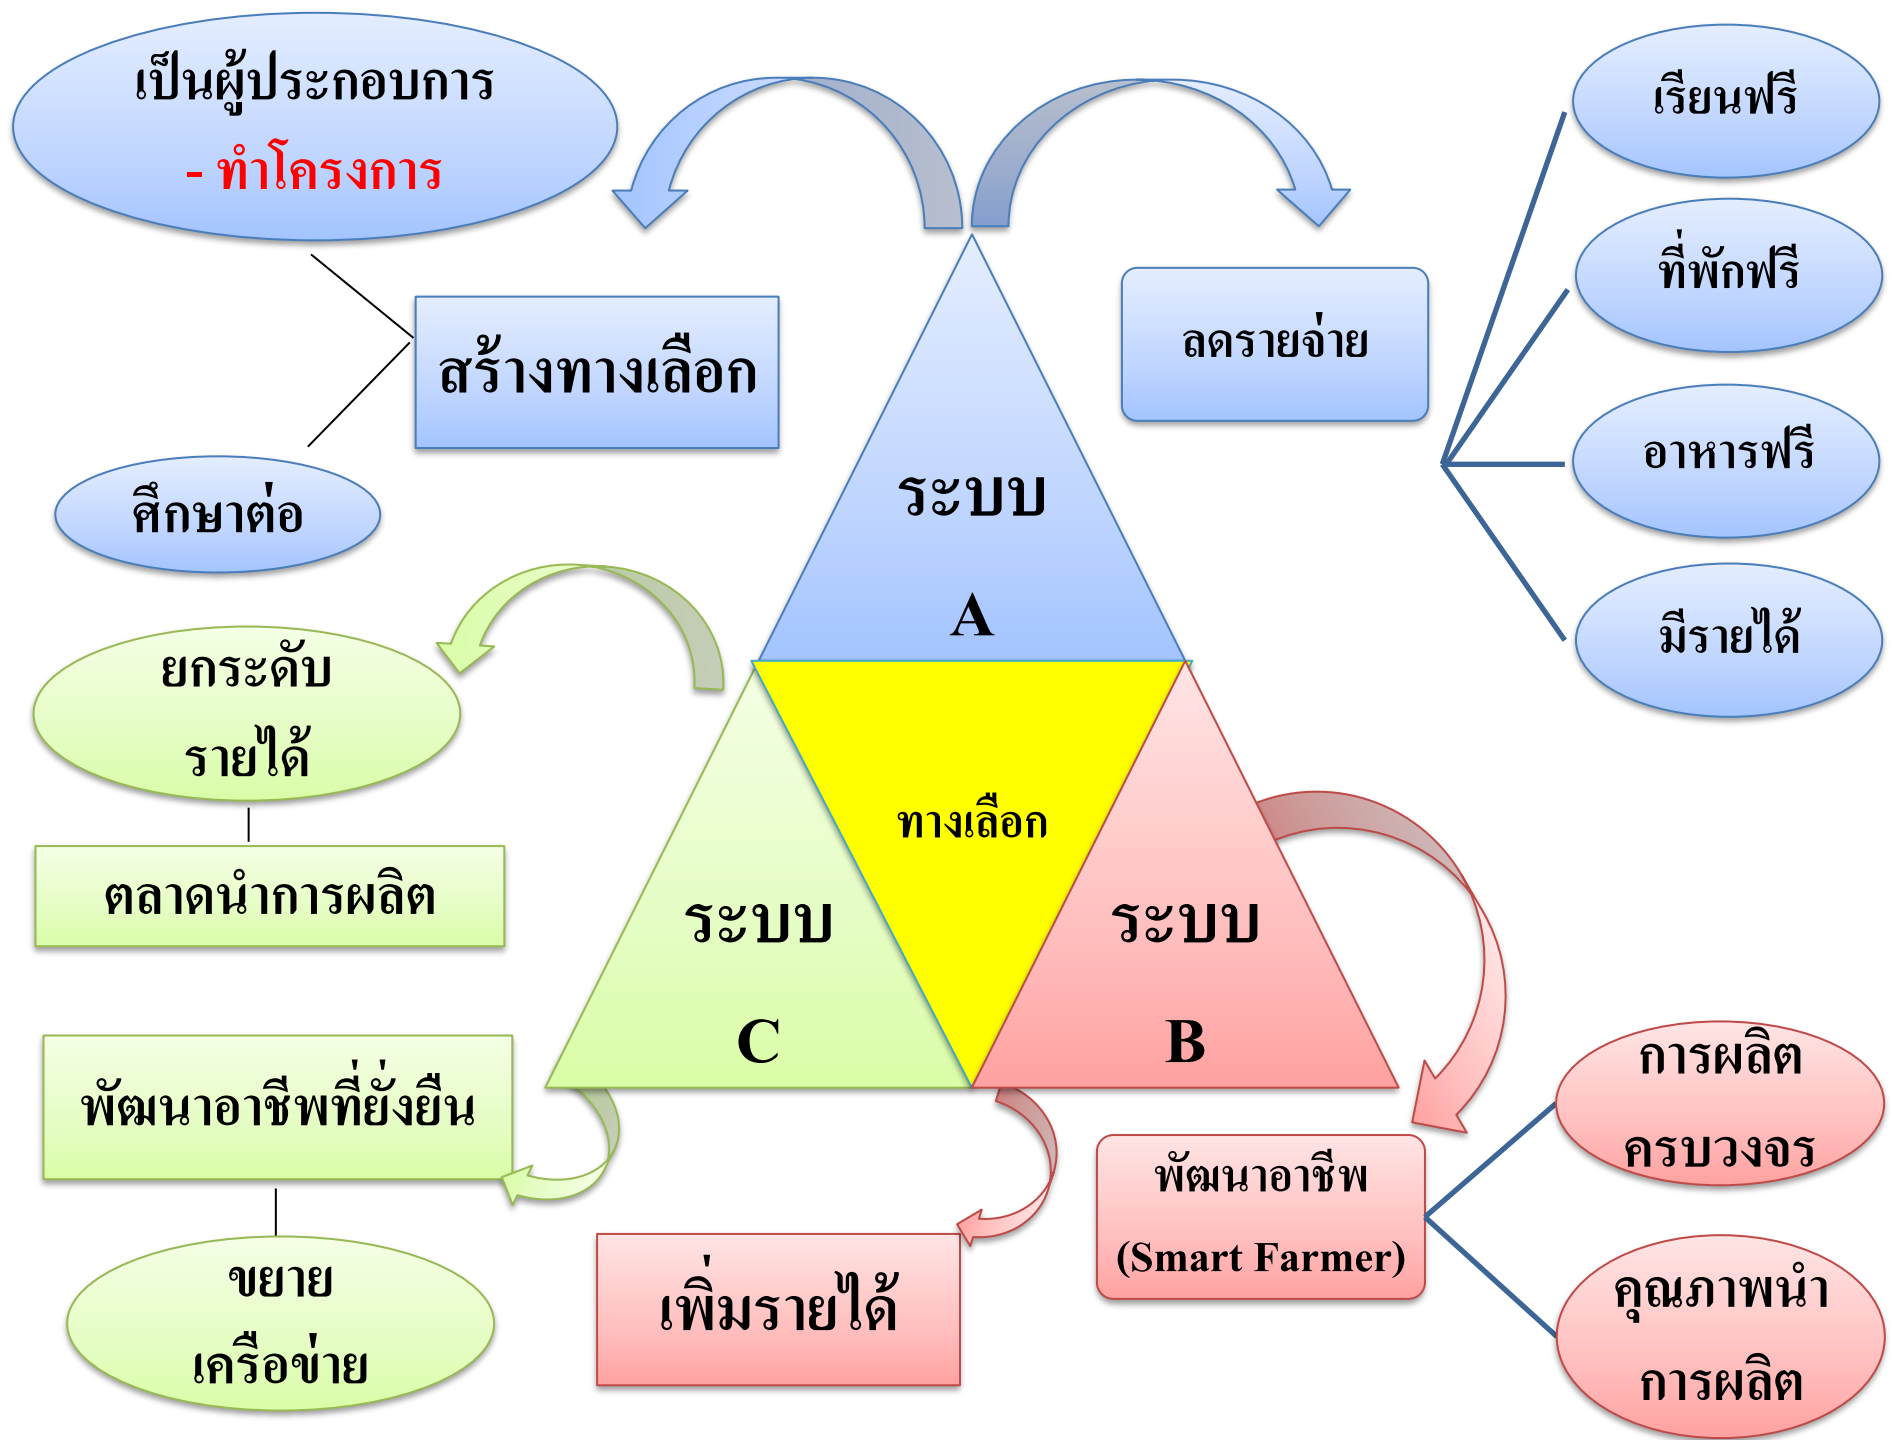 เป็นผู้ประกอบการ
- ทำโครงการ
สร้างทางเลือก
ศึกษาต่อ
ลดรายจ่าย
เรียนฟรี
ที่พักฟรี
อาหารฟรี
มีรายได้
ระบบ
A
ทางเลือก
ยกระดับ
รายได้
ตลาดนำการผลิต
ระบบ
C
ระบบ
B
พัฒนาอาชีพที่ยั่งยืน
ขยาย
เครือข่าย
เพิ่มรายได้
พัฒนาอาชีพ
(Smart Farmer)
การผลิต
ครบวงจร
คุณภาพนำ
การผลิต